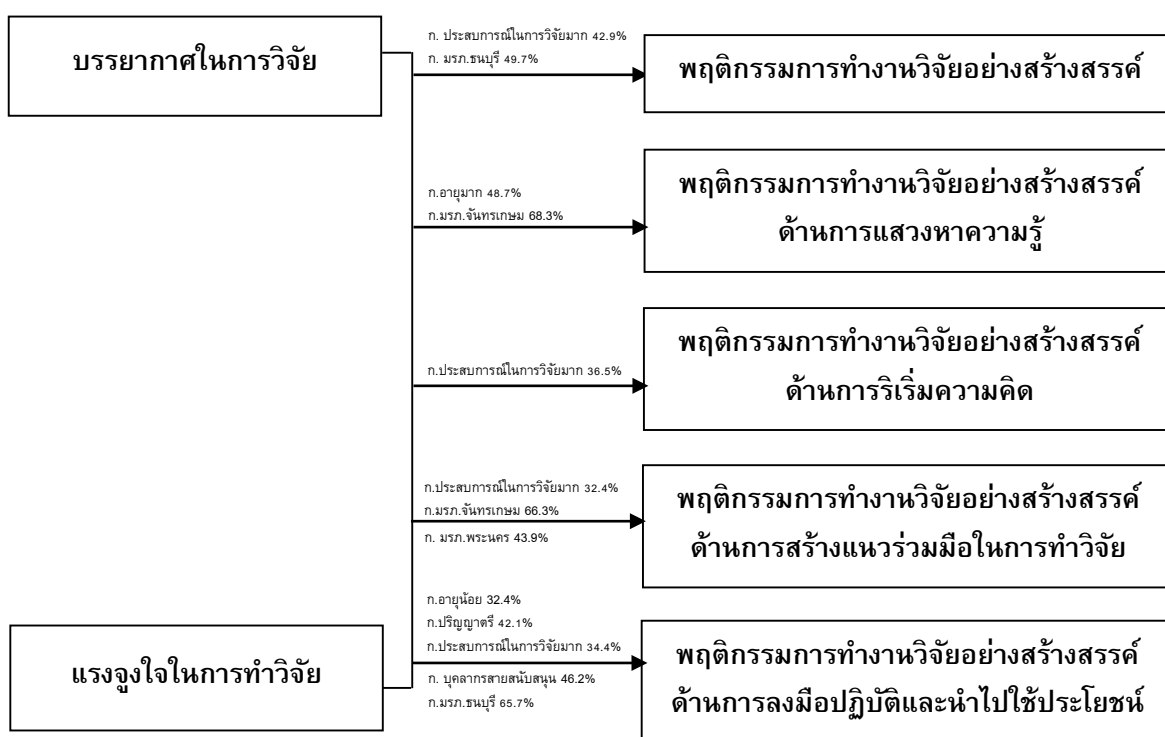 บรรยากาศในการวิจัย
ก. ประสบการณ์ในการวิจัยมาก 42.9%
ก. มรภ.ธนบุรี 49.7%
พฤติกรรมการทำงานวิจัยอย่างสร้างสรรค์
ก.อายุมาก 48.7%
ก.มรภ.จันทรเกษม 68.3%
พฤติกรรมการทำงานวิจัยอย่างสร้างสรรค์
ด้านการแสวงหาความรู้
ก.ประสบการณ์ในการวิจัยมาก 36.5%
พฤติกรรมการทำงานวิจัยอย่างสร้างสรรค์
ด้านการริเริ่มความคิด
ก.ประสบการณ์ในการวิจัยมาก 32.4%
ก.มรภ.จันทรเกษม 66.3%
ก. มรภ.พระนคร 43.9%
พฤติกรรมการทำงานวิจัยอย่างสร้างสรรค์
ด้านการสร้างแนวร่วมมือในการทำวิจัย
แรงจูงใจในการทำวิจัย
ก.อายุน้อย 32.4%
ก.ปริญญาตรี 42.1%
ก.ประสบการณ์ในการวิจัยมาก 34.4%
ก. บุคลากรสายสนับสนุน 46.2%
ก.มรภ.ธนบุรี 65.7%
พฤติกรรมการทำงานวิจัยอย่างสร้างสรรค์
ด้านการลงมือปฏิบัติและนำไปใช้ประโยชน์